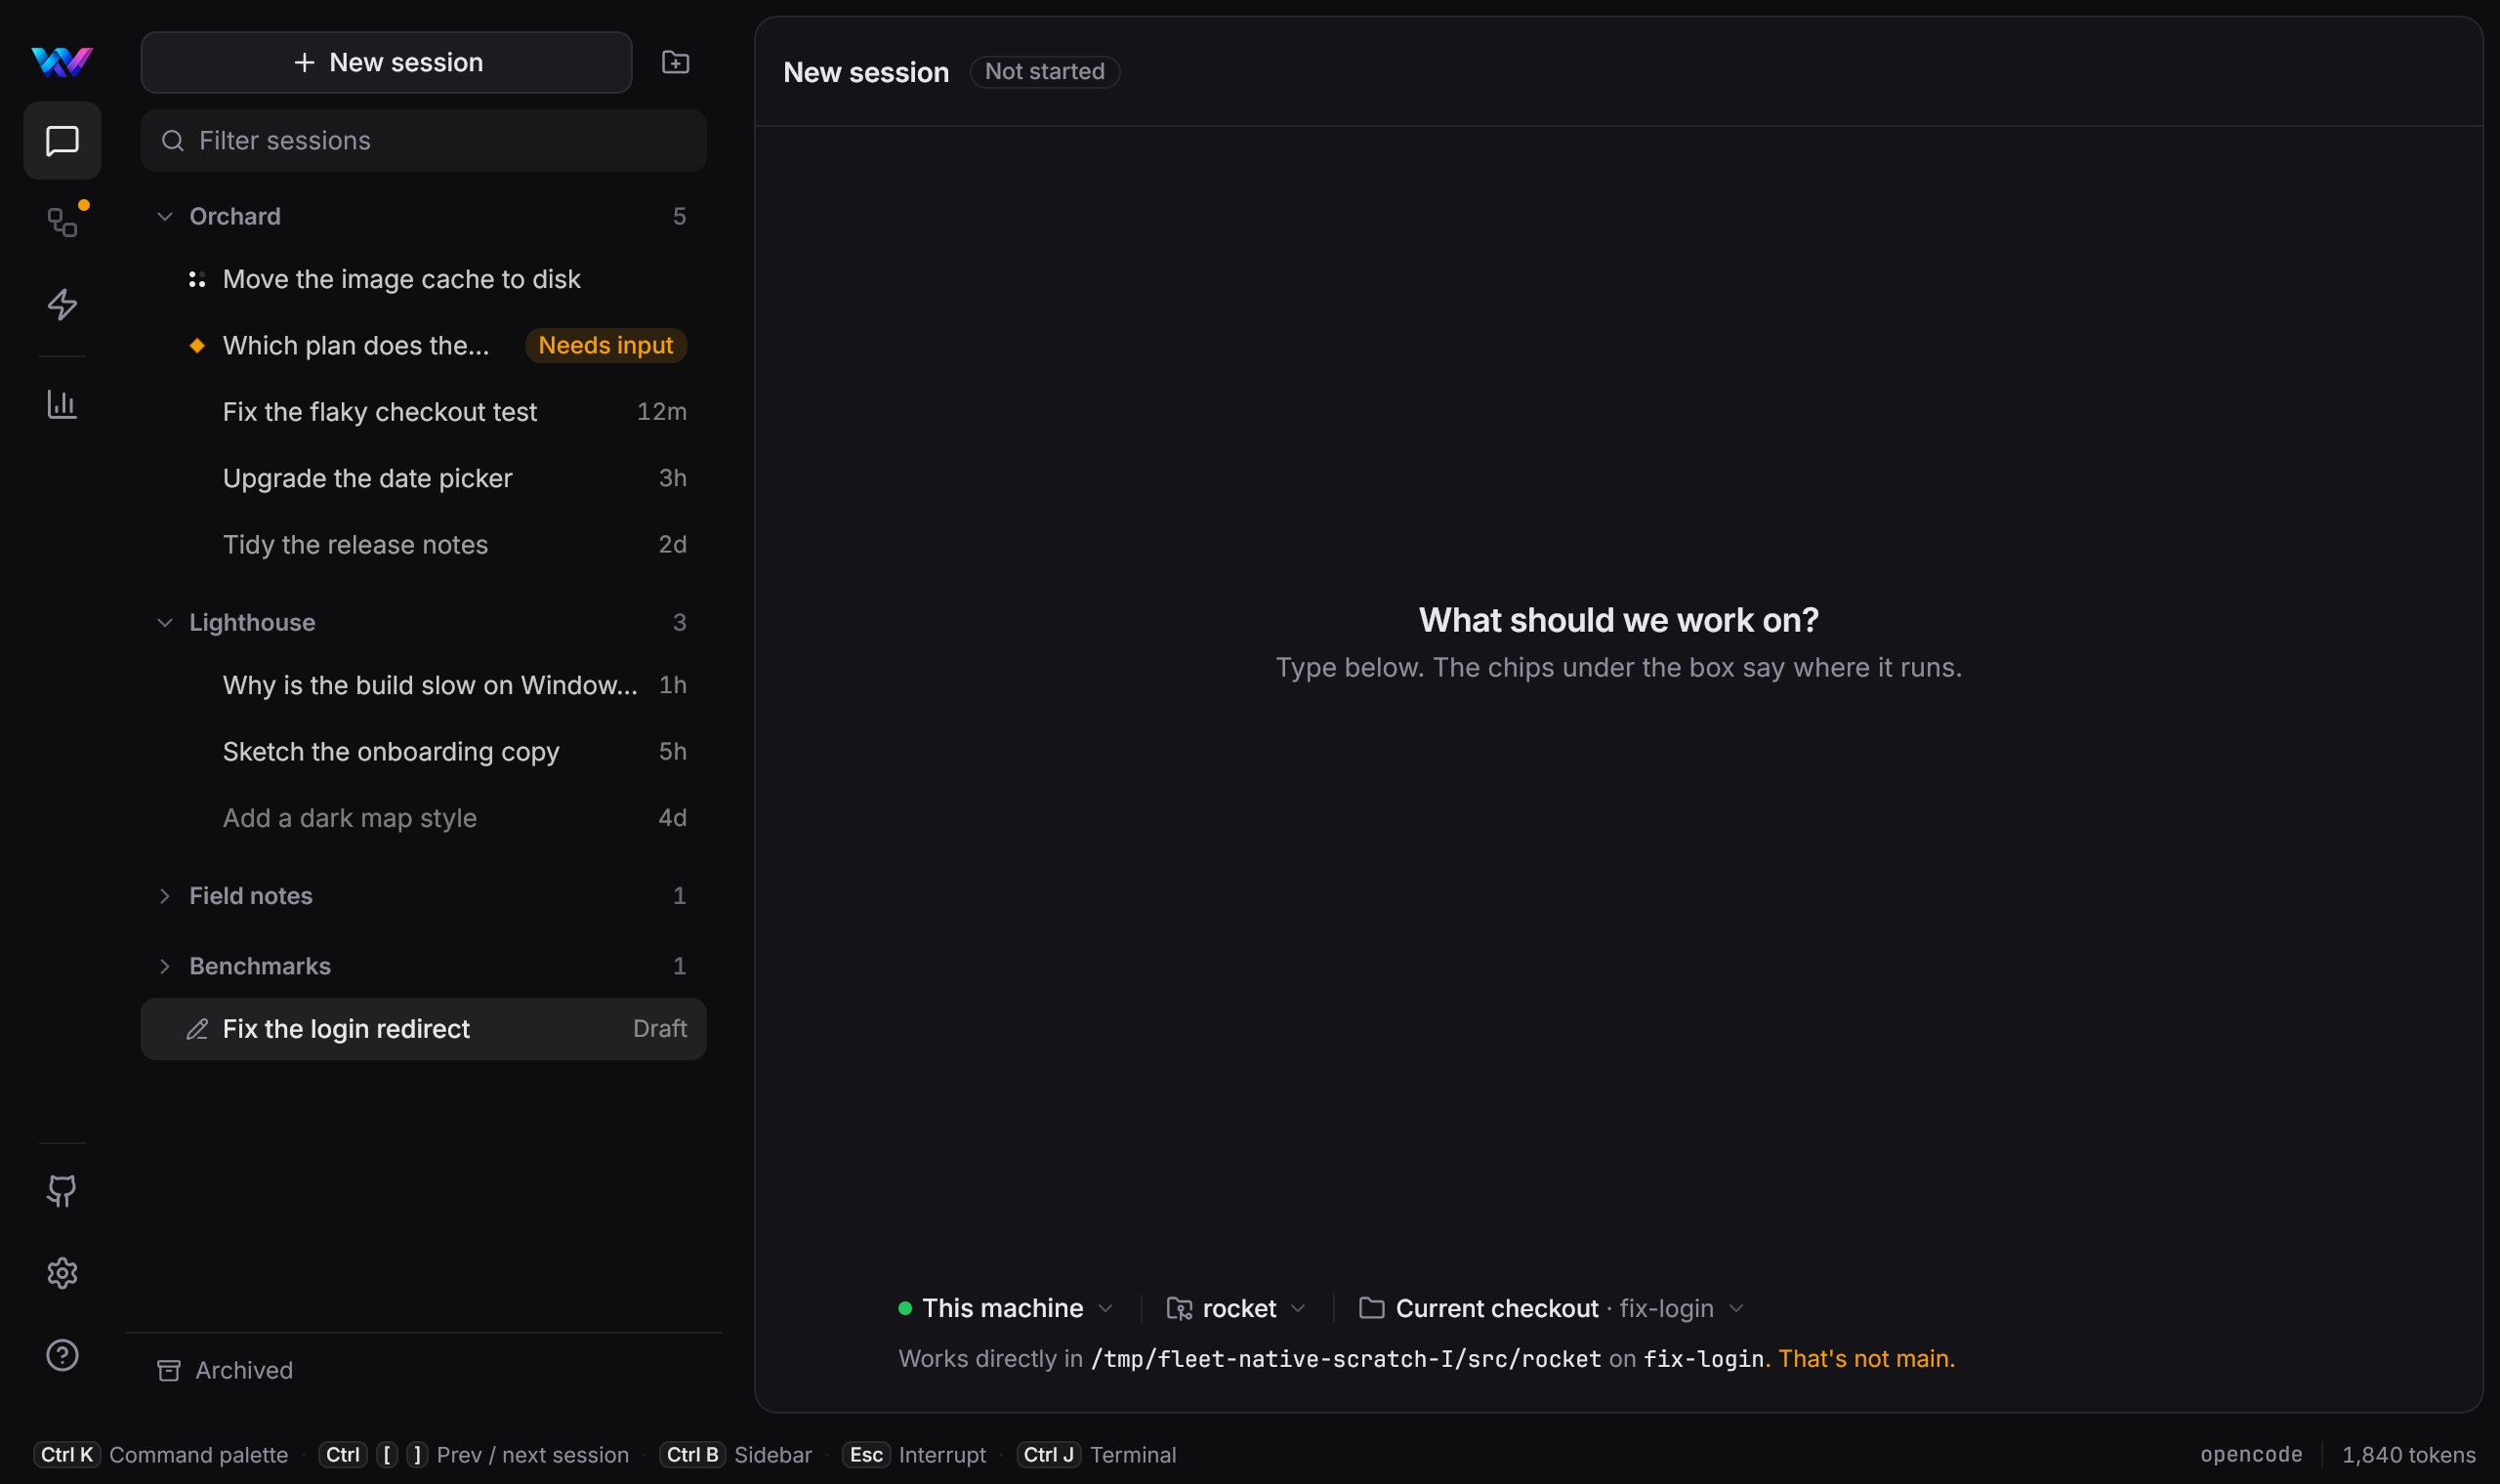 New session
Filter sessions
Orchard 5
Move the image cache to disk
Which plan does the... Needs input
Fix the flaky checkout test 12m
Upgrade the date picker 3h
Tidy the release notes 2d
Lighthouse 3
Why is the build slow on Window... 1h
Sketch the onboarding copy 5h
Add a dark map style 4d
Field notes 1
Benchmarks 1
Fix the login redirect Draft
Archived
New session Not started
What should we work on?
Type below. The chips under the box say where it runs.
This machine rocket Current checkout · fix-login
Works directly in /tmp/fleet-native-scratch-I/src/rocket on fix-login. That's not main.
Ctrl K Command palette · Ctrl [ ] Prev / next session · Ctrl B Sidebar · Esc Interrupt · Ctrl J Terminal
opencode 1,840 tokens